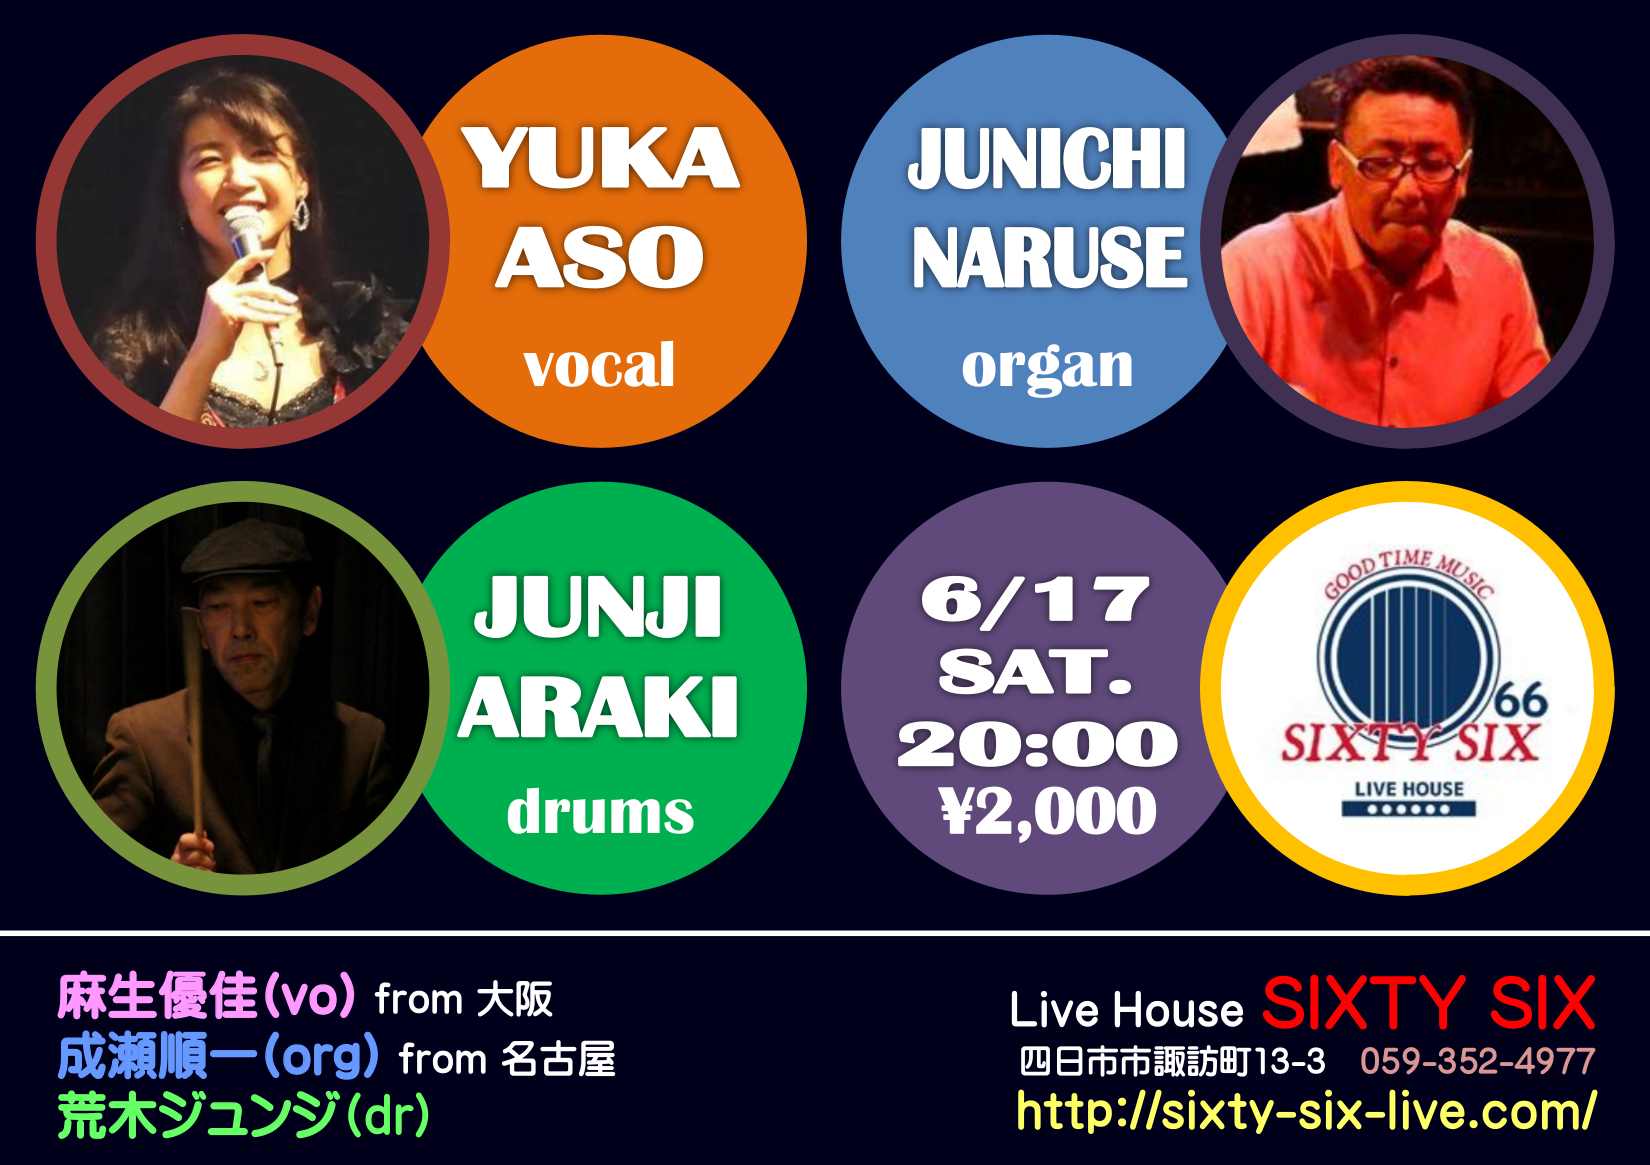 YUKA
ASO
vocal
JUNICHI
NARUSE
organ
JUNJI
ARAKI
drums
6/17
SAT.
20:00
¥2,000
GOOD TIME MUSIC
66
SIXTY SIX
LIVE HOUSE
麻生優佳(vo) from 大阪
成瀬順一(org) from 名古屋
荒木ジュンジ(dr)
Live House SIXTY SIX
四日市市諏訪町13-3 059-352-4977
http://sixty-six-live.com/